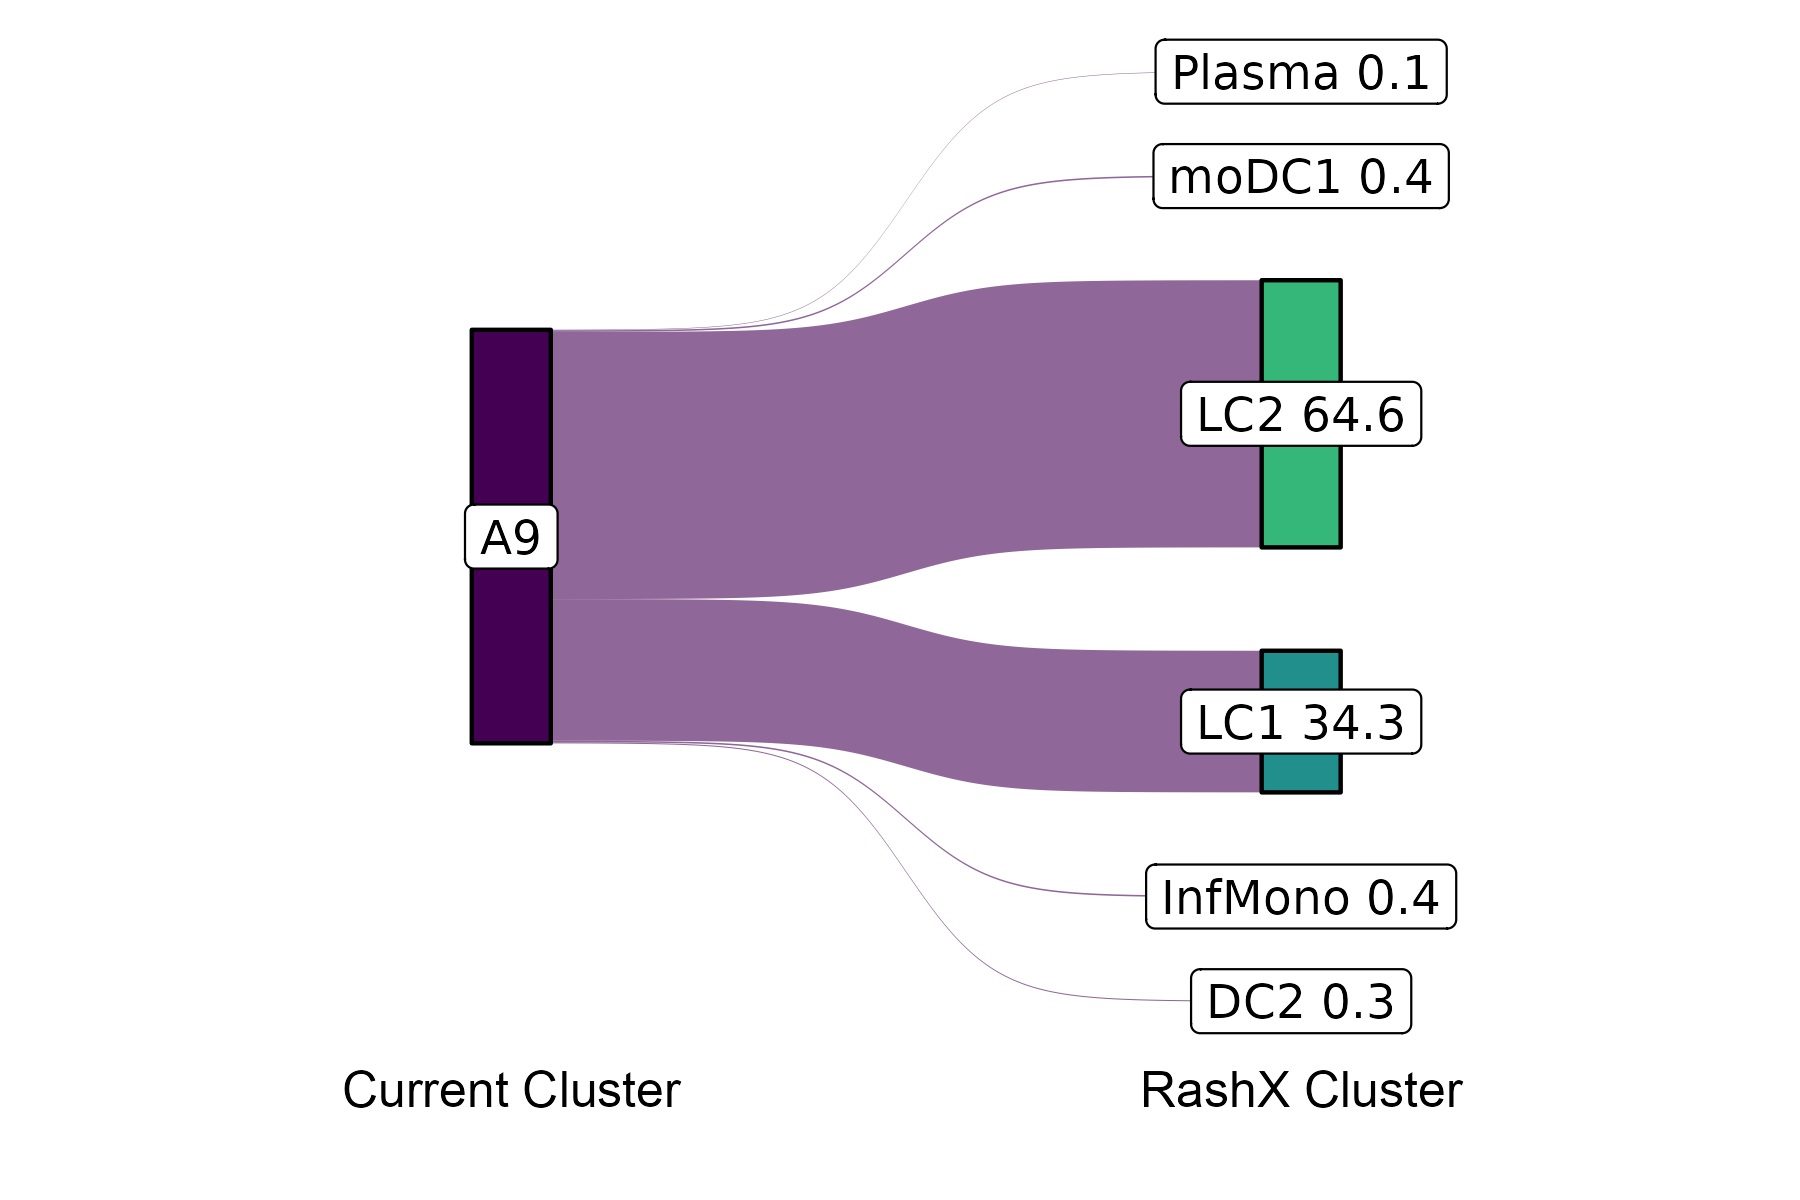 Plasma 0.1
moDC1 0.4
LC2 64.6
A9
LC1 34.3
InfMono 0.4
DC2 0.3
Current Cluster
RashX Cluster